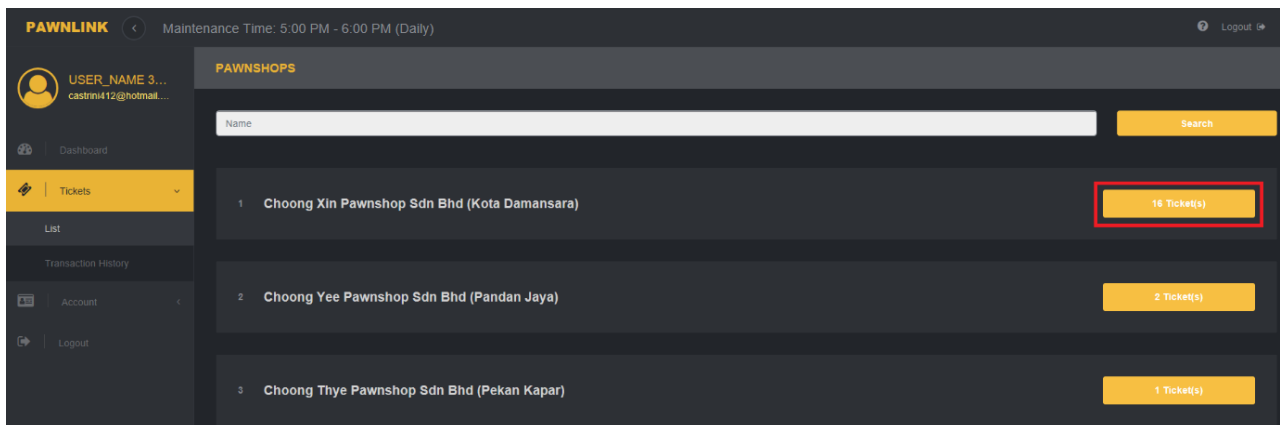 PAWNLINK
Maintenance Time: 5:00 PM - 6:00 PM (Daily)
Logout
USER_NAME 3...
castrini412@hotmail....
Dashboard
Tickets
List
Transaction History
Account
Logout
PAWNSHOPS
Name
Search
1 Choong Xin Pawnshop Sdn Bhd (Kota Damansara)
16 Ticket(s)
2 Choong Yee Pawnshop Sdn Bhd (Pandan Jaya)
2 Ticket(s)
3 Choong Thye Pawnshop Sdn Bhd (Pekan Kapar)
1 Ticket(s)